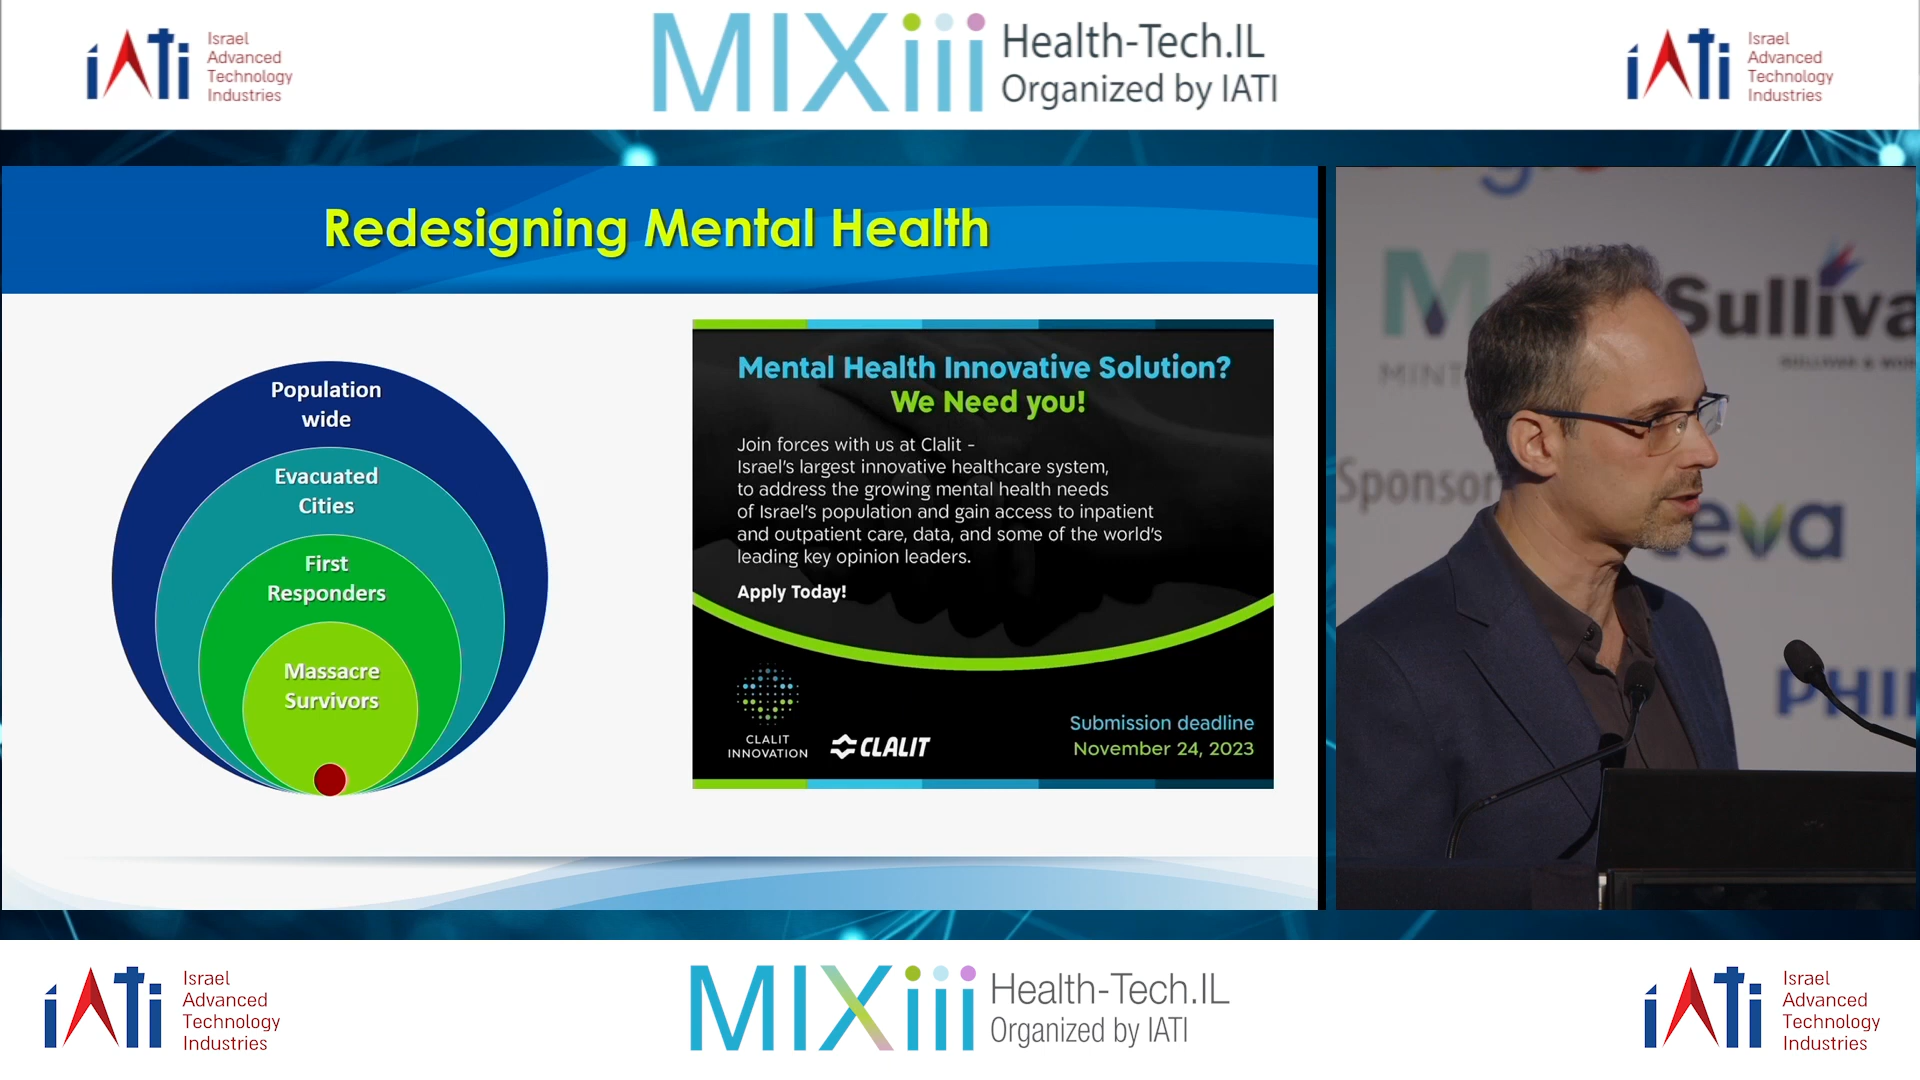 iATi
Israel
Advanced
Technology
Industries
MIXiii
Health-Tech.IL
Organized by IATI
iATi
Israel
Advanced
Technology
Industries
Redesigning Mental Health
Population
wide
Evacuated
Cities
First
Responders
Massacre
Survivors
Mental Health Innovative Solution?
We Need you!
Join forces with us at Clalit -
Israel's largest innovative healthcare system,
to address the growing mental health needs
of Israel's population and gain access to inpatient
and outpatient care, data, and some of the world's
leading key opinion leaders.
Apply Today!
CLALIT
INNOVATION
CLALIT
Submission deadline
November 24, 2023
M
MINT
Sulliva
Sponsor
eva
PHI
iATi
Israel
Advanced
Technology
Industries
MIXiii
Health-Tech.IL
Organized by IATI
iATi
Israel
Advanced
Technology
Industries